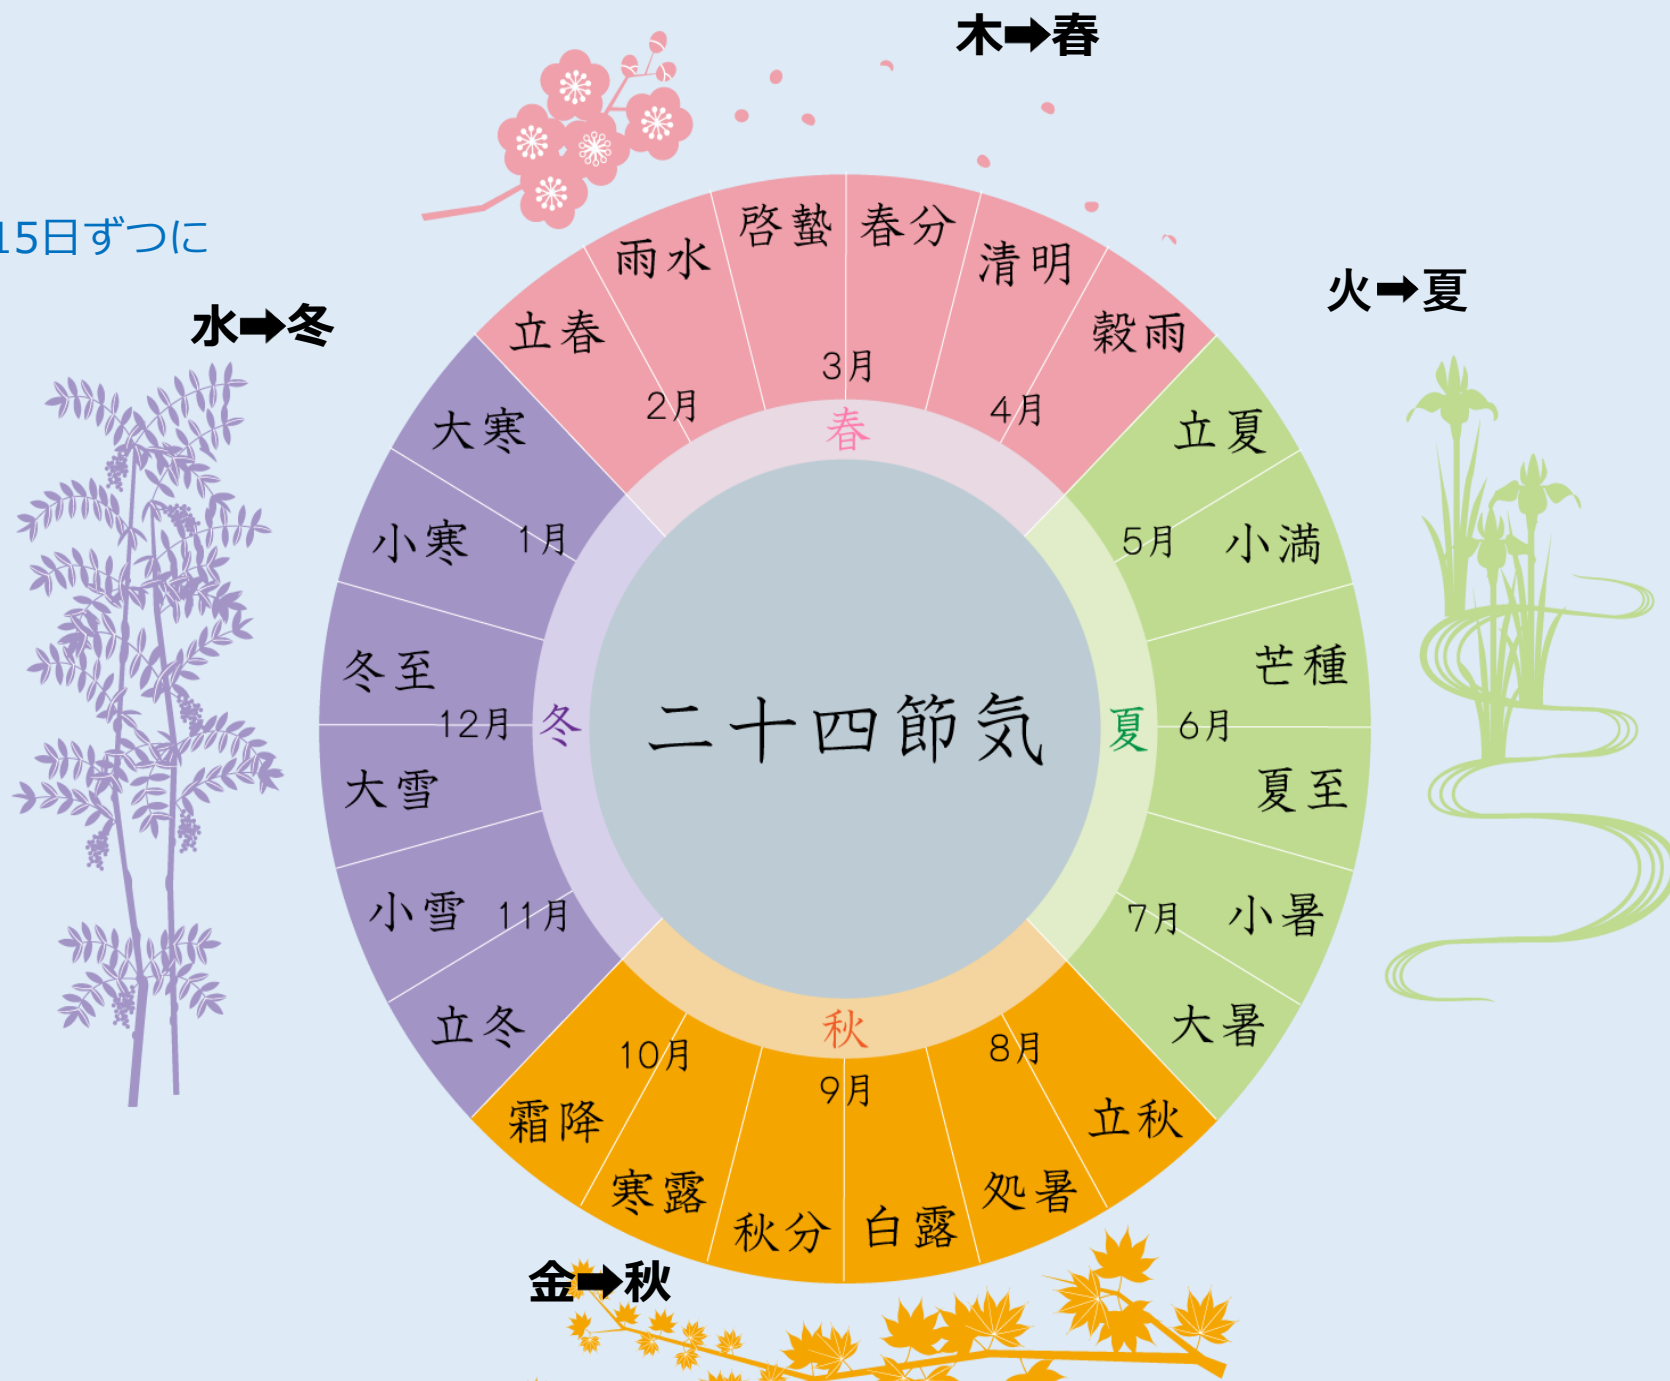 木➡春
15日ずつに
水➡冬
火➡夏
立春
雨水
啓蟄
春分
清明
穀雨
2月
3月
4月
春
立夏
小満
芒種
夏至
小暑
大暑
5月
6月
7月
夏
立秋
処暑
白露
秋分
寒露
霜降
8月
9月
10月
秋
立冬
小雪
大雪
冬至
小寒
大寒
11月
12月
1月
冬
二十四節気
金➡秋